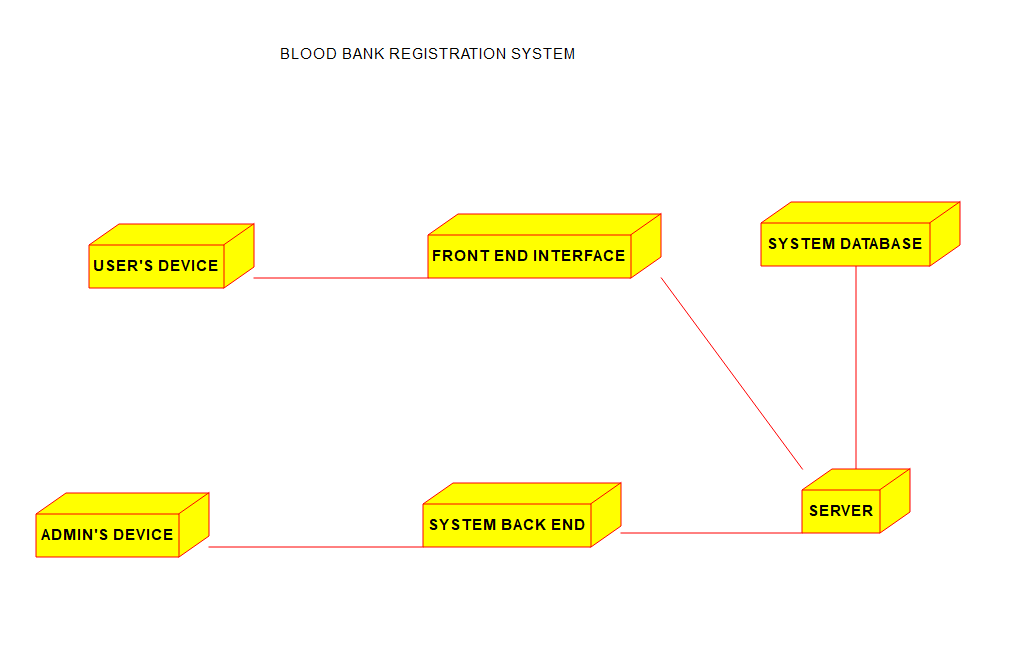 BLOOD BANK REGISTRATION SYSTEM
USER'S DEVICE
FRONT END INTERFACE
SYSTEM DATABASE
ADMIN'S DEVICE
SYSTEM BACK END
SERVER